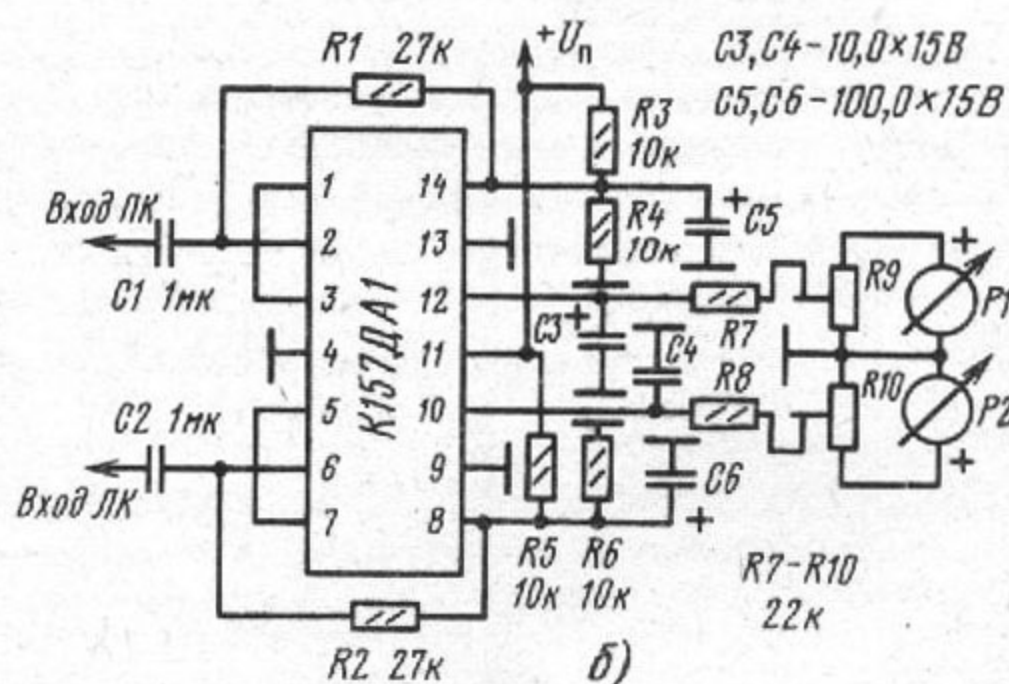 R1 27к
+Uп
С3, С4-10,0×15В
С5, С6-100,0×15В
R3
10к
Вход ПК
С1 1мк
1
2
3
4
5
6
7
К157ДА1
14
13
12
11
10
9
8
R4
10к
+ С5
С3 +
С4
R7
R8
R9
R10
+
Р1
Р2
+
С2 1мк
Вход ЛК
R5
10к
R6
10к
С6
+
R7-R10
22к
R2 27к
б)